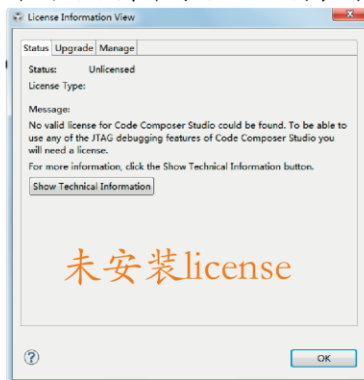 License Information View
Status Upgrade Manage
Status: Unlicensed
License Type:
Message:
No valid license for Code Composer Studio could be found. To be able to
use any of the JTAG debugging features of Code Composer Studio you
will need a license.
For more information, click the Show Technical Information button.
Show Technical Information
未安装license
OK